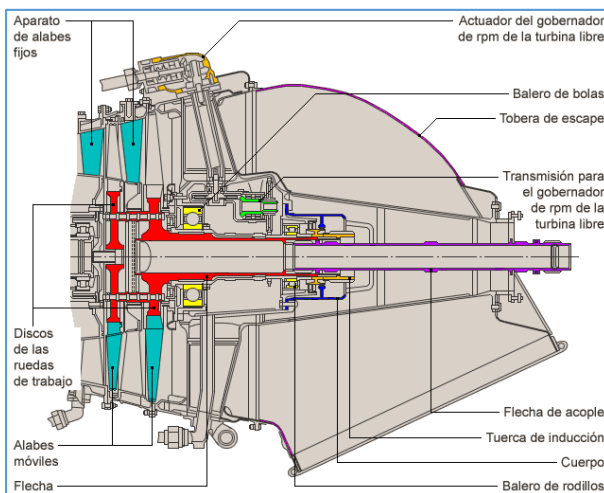 Aparato
de alabes
fijos
Actuador del gobernador
de rpm de la turbina libre
Balero de bolas
Tobera de escape
Transmisión para
el gobernador
de rpm de la
turbina libre
Discos
de las
ruedas
de trabajo
Alabes
móviles
Flecha
Flecha de acople
Tuerca de inducción
Cuerpo
Balero de rodillos